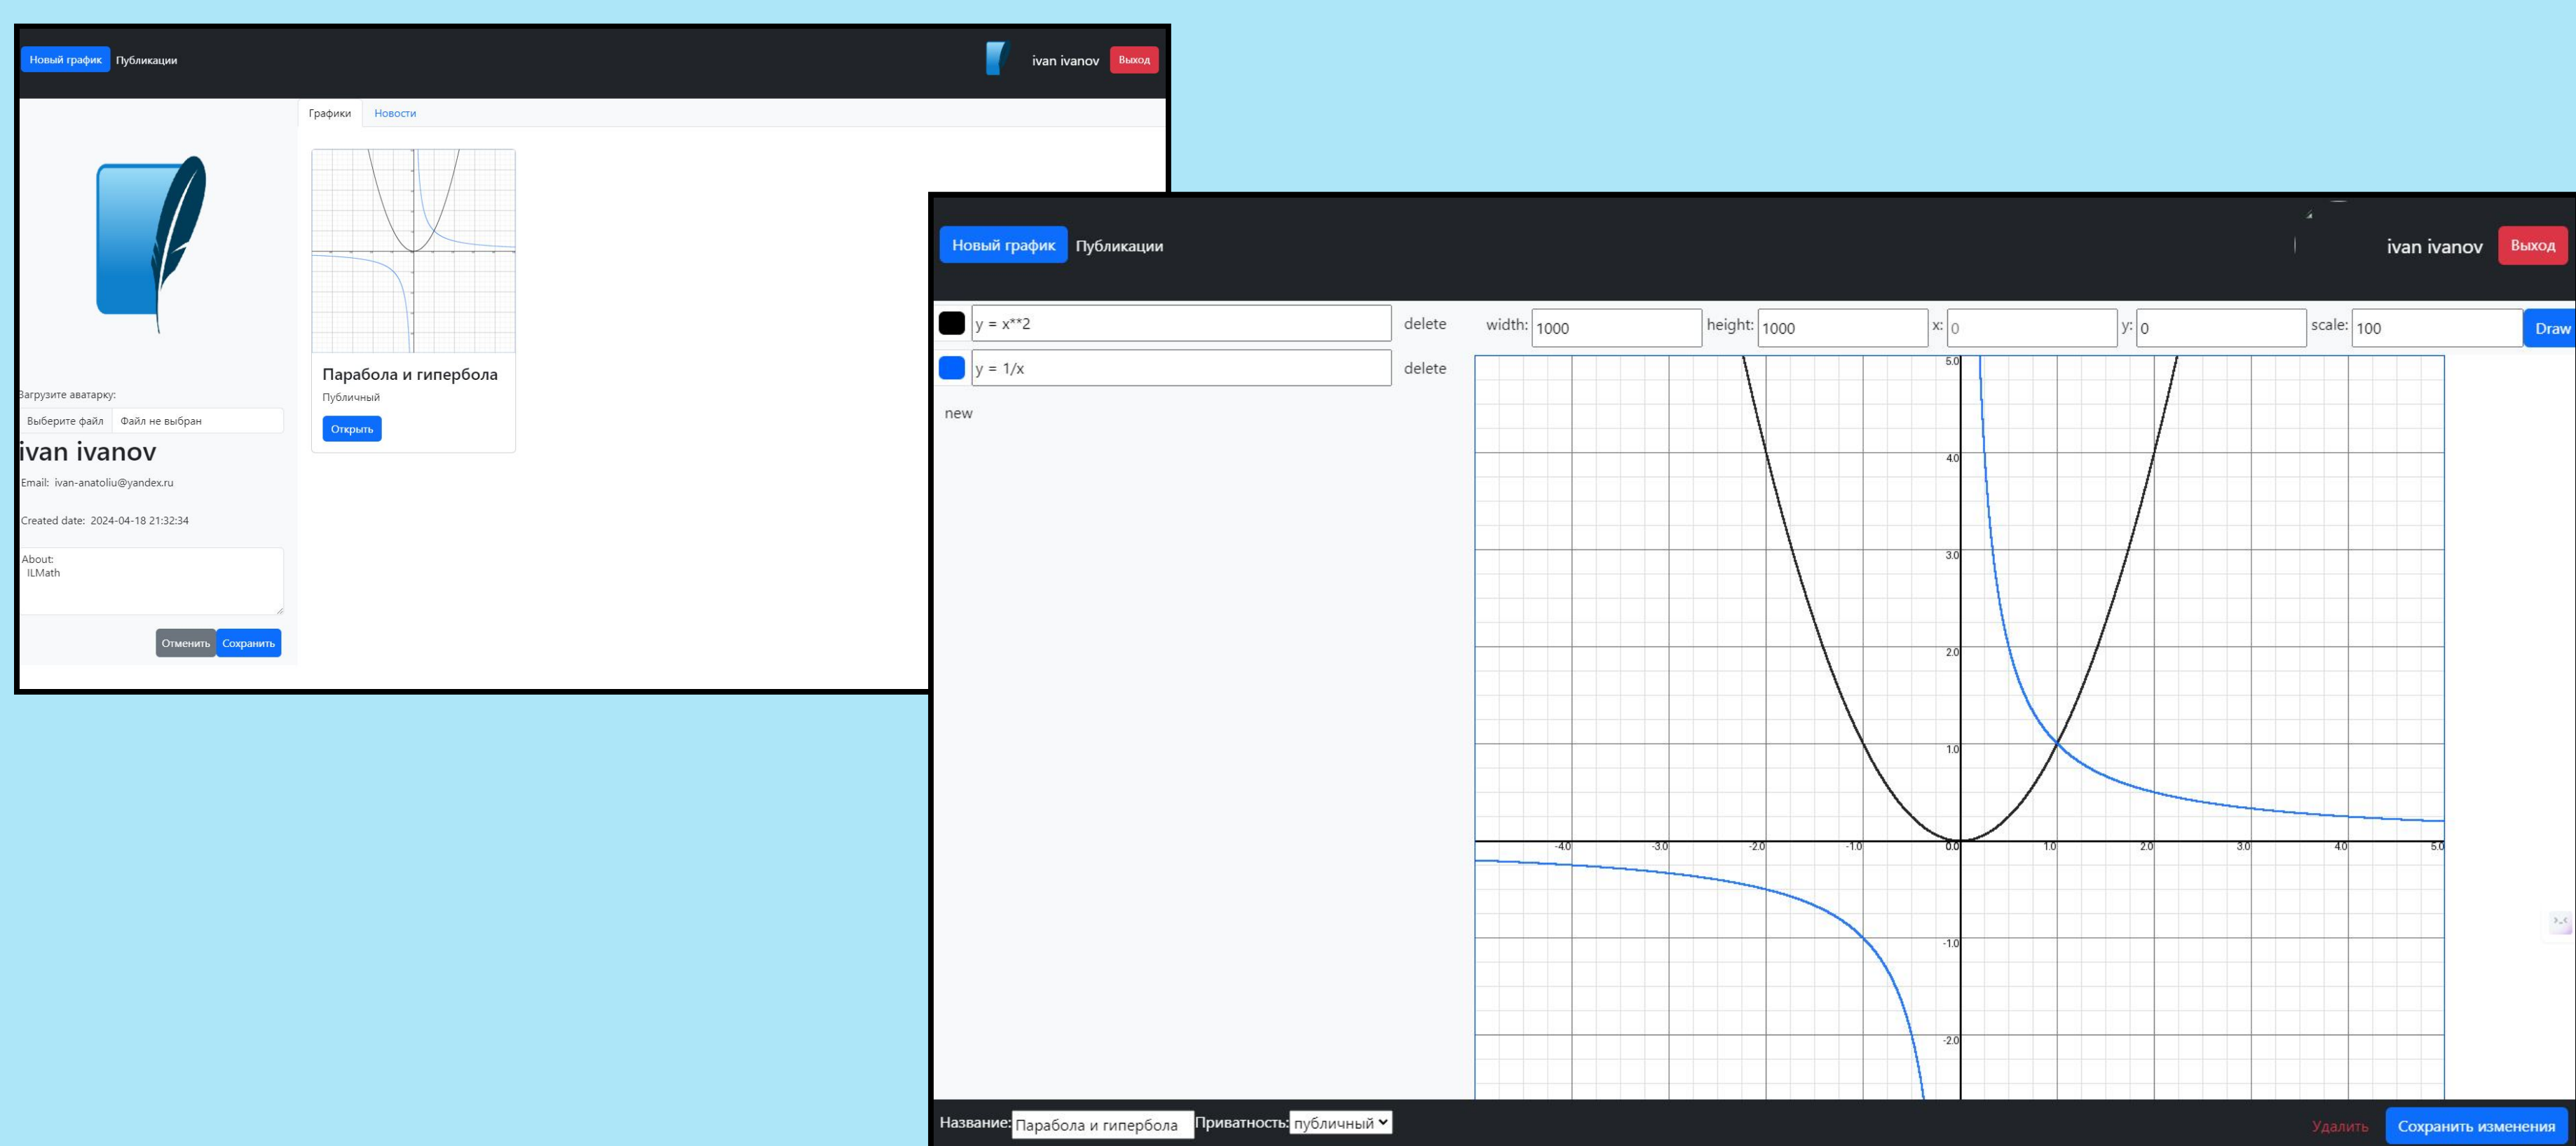 Новый график Публикации ivan ivanov Выход
Графики Новости
Загрузите аватарку:
Выберите файл Файл не выбран
ivan ivanov
Email: ivan-anatoliu@yandex.ru
Created date: 2024-04-18 21:32:34
About:
ILMath
Отменить Сохранить
Парабола и гипербола
Публичный
Открыть
Новый график Публикации ivan ivanov Выход
y = x**2 delete width: 1000 height: 1000 x: 0 y: 0 scale: 100 Draw
y = 1/x delete
new
5.0
4.0
3.0
2.0
1.0
-4.0 -3.0 -2.0 -1.0 0.0 1.0 2.0 3.0 4.0 5.0
-1.0
-2.0
Название: Парабола и гипербола Приватность: публичный Удалить Сохранить изменения